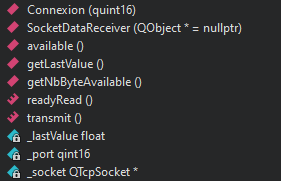 Connexion (quint16)
SocketDataReceiver (QObject * = nullptr)
available ()
getLastValue ()
getNbByteAvailable ()
readyRead ()
transmit ()
_lastValue float
_port qint16
_socket QTcpSocket *